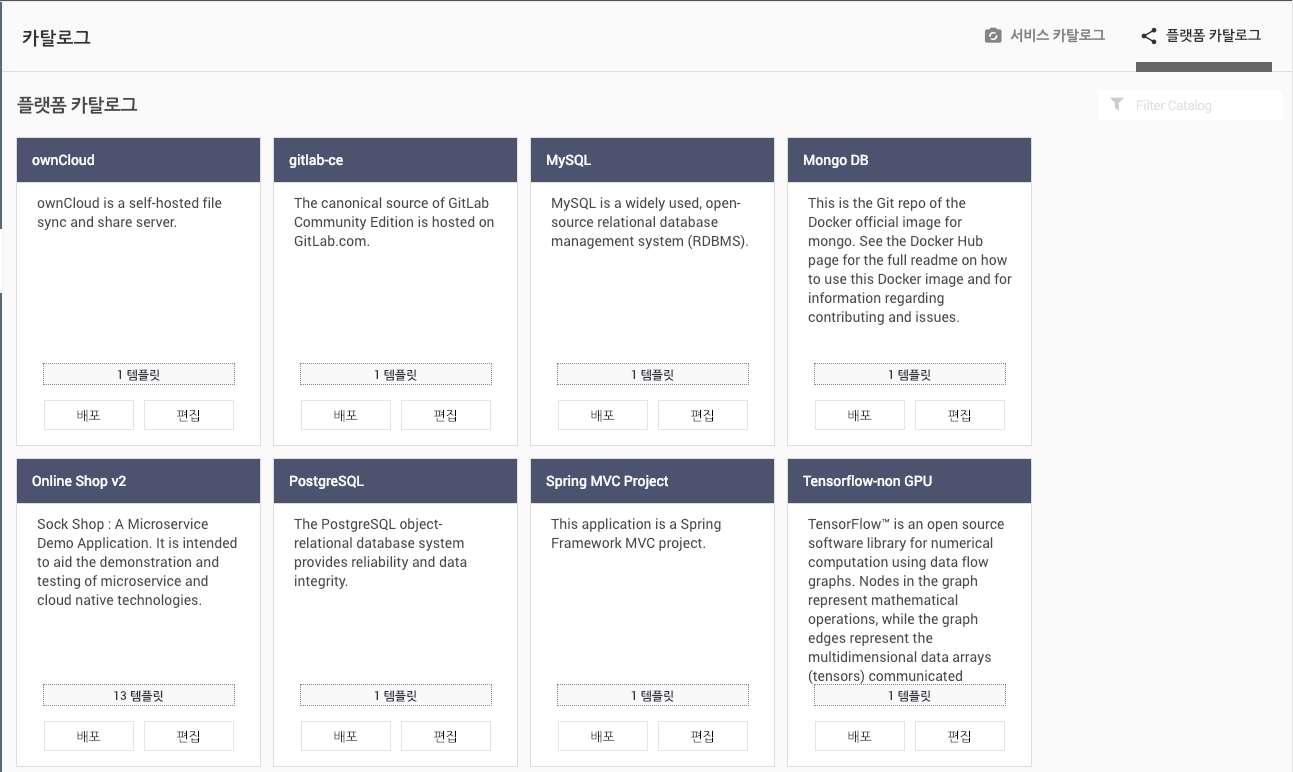 카탈로그
서비스 카탈로그
플랫폼 카탈로그
플랫폼 카탈로그
Filter Catalog
ownCloud
ownCloud is a self-hosted file
sync and share server.
1 템플릿
배포
편집
gitlab-ce
The canonical source of GitLab
Community Edition is hosted on
GitLab.com.
1 템플릿
배포
편집
MySQL
MySQL is a widely used, open-
source relational database
management system (RDBMS).
1 템플릿
배포
편집
Mongo DB
This is the Git repo of the
Docker official image for
mongo. See the Docker Hub
page for the full readme on how
to use this Docker image and for
information regarding
contributing and issues.
1 템플릿
배포
편집
Online Shop v2
Sock Shop : A Microservice
Demo Application. It is intended
to aid the demonstration and
testing of microservice and
cloud native technologies.
13 템플릿
배포
편집
PostgreSQL
The PostgreSQL object-
relational database system
provides reliability and data
integrity.
1 템플릿
배포
편집
Spring MVC Project
This application is a Spring
Framework MVC project.
1 템플릿
배포
편집
Tensorflow-non GPU
TensorFlow™ is an open source
software library for numerical
computation using data flow
graphs. Nodes in the graph
represent mathematical
operations, while the graph
edges represent the
multidimensional data arrays
(tensors) communicated
1 템플릿
배포
편집